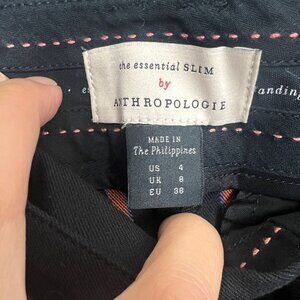 the essential SLIM
by
ANTHROPOLOGIE
MADE IN
The Philippines
US 4
UK 8
EU 36